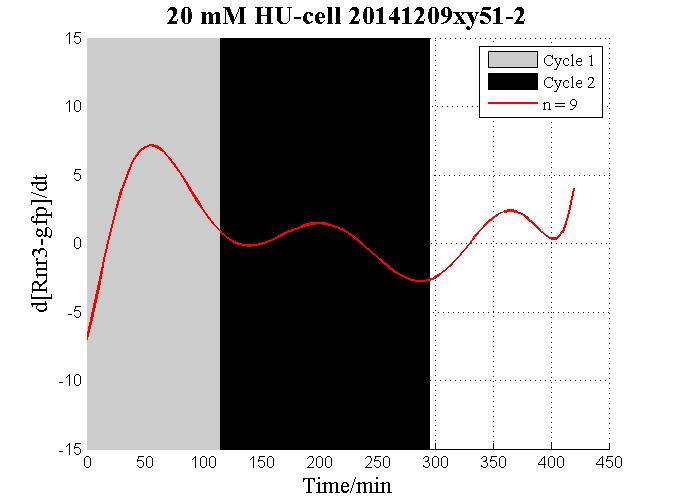 20 mM HU-cell 20141209xy51-2
d[Rnr3-gfp]/dt
15
10
5
0
-5
-10
-15
Cycle 1
Cycle 2
n = 9
0 50 100 150 200 250 300 350 400 450
Time/min